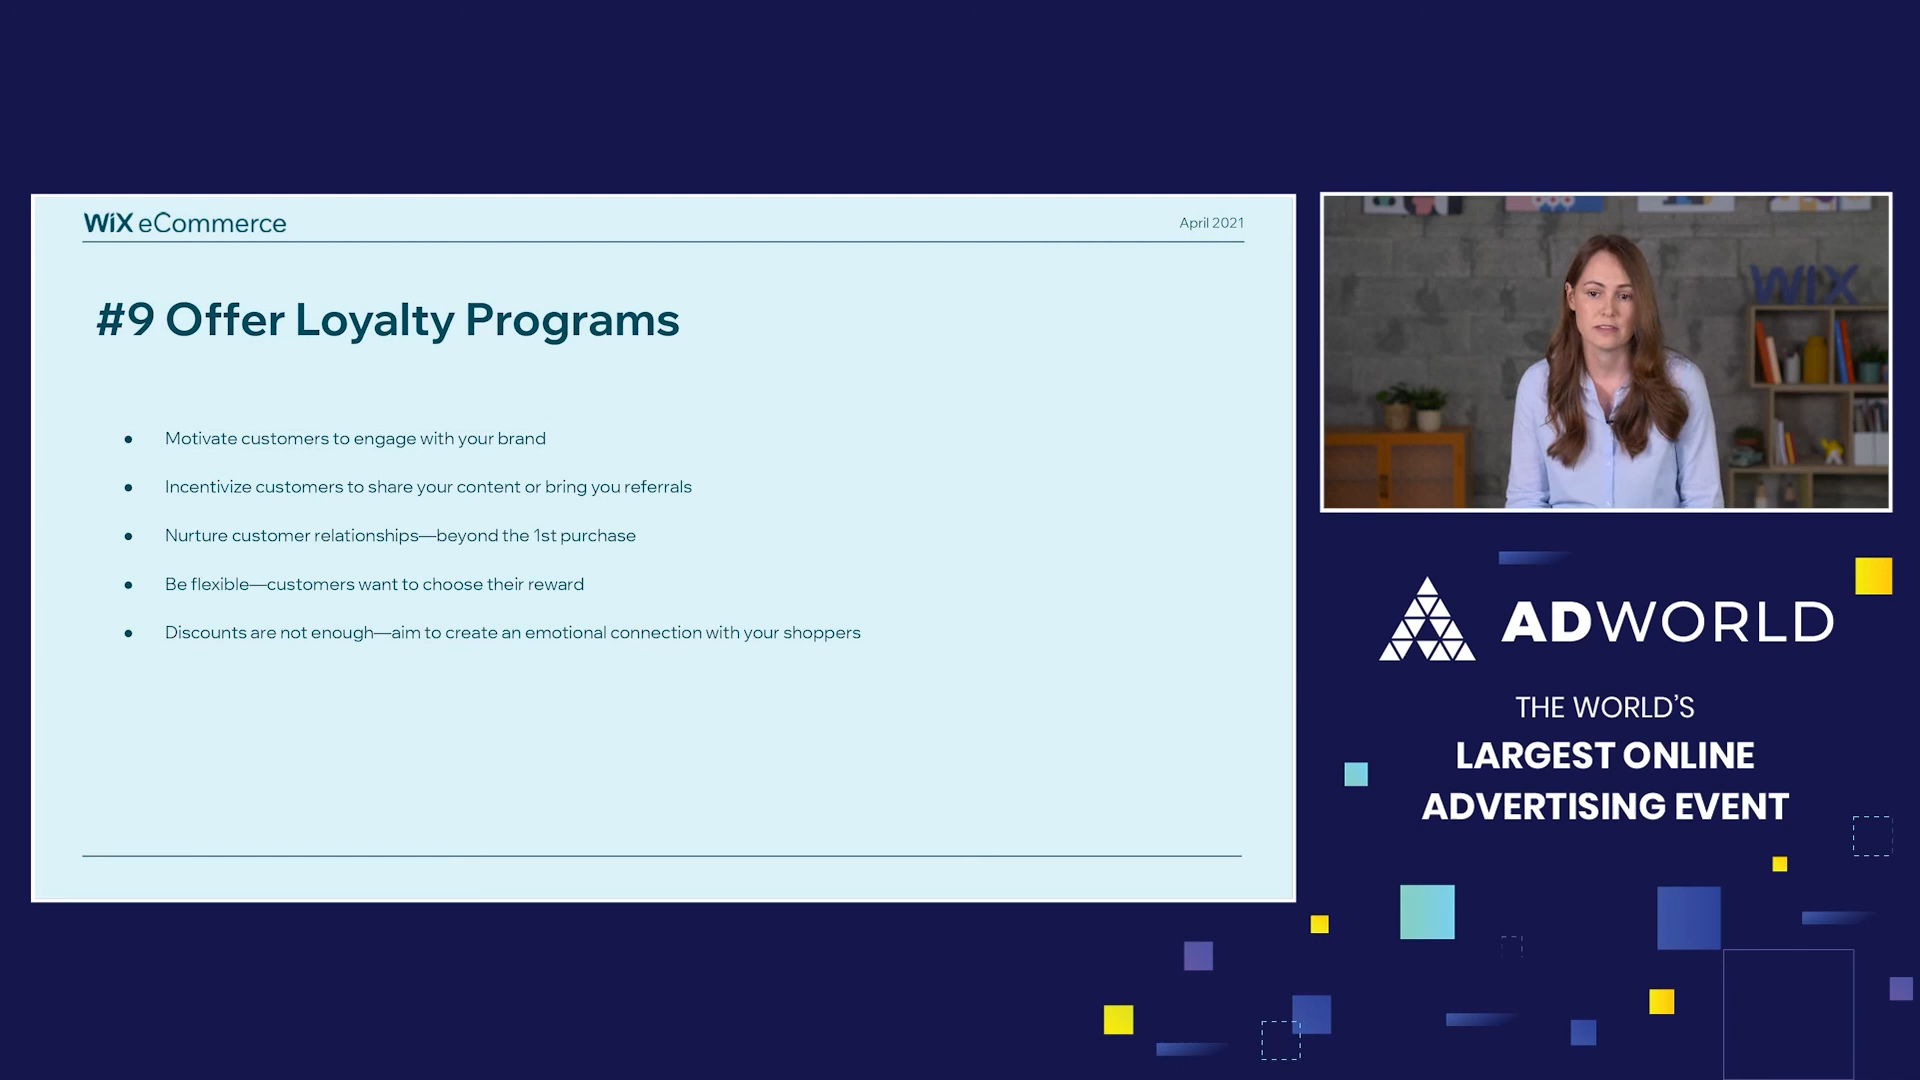 WiX eCommerce
April 2021
#9 Offer Loyalty Programs
● Motivate customers to engage with your brand
● Incentivize customers to share your content or bring you referrals
● Nurture customer relationships—beyond the 1st purchase
● Be flexible—customers want to choose their reward
● Discounts are not enough—aim to create an emotional connection with your shoppers
WIX
ADWORLD
THE WORLD'S
LARGEST ONLINE
ADVERTISING EVENT